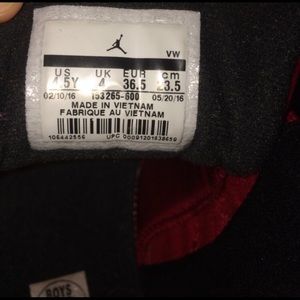 VW
US UK EUR cm
4.5Y 4 36.5 23.5
02/10/16 153265-600 05/20/16
MADE IN VIETNAM
FABRIQUE AU VIETNAM
BOYS